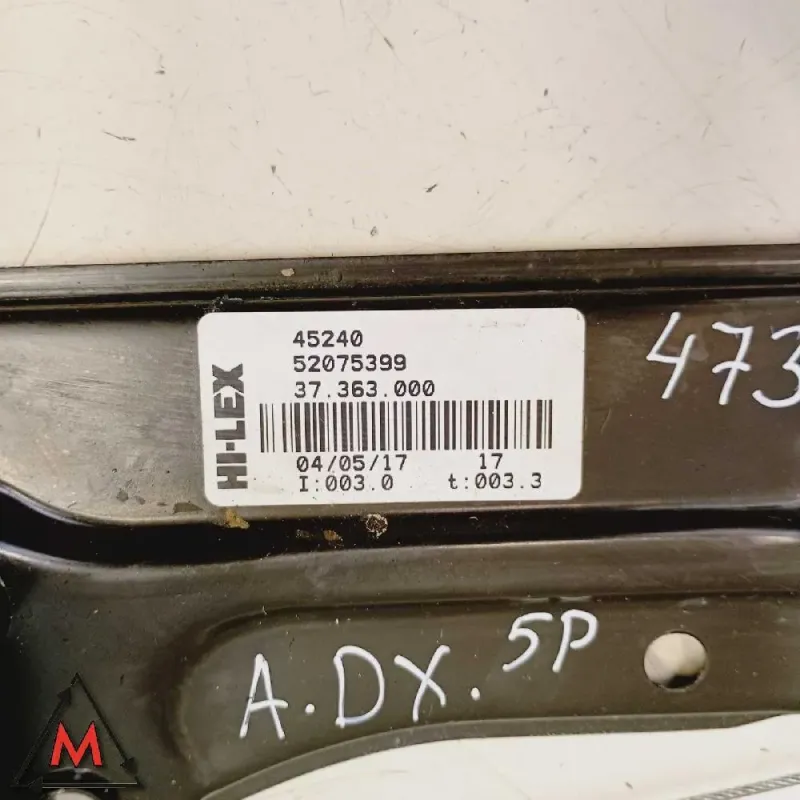 HI-LEX
45240
52075399
37.363.000
04/05/17 17
I:003.0 t:003.3
473
A.DX.5P
M